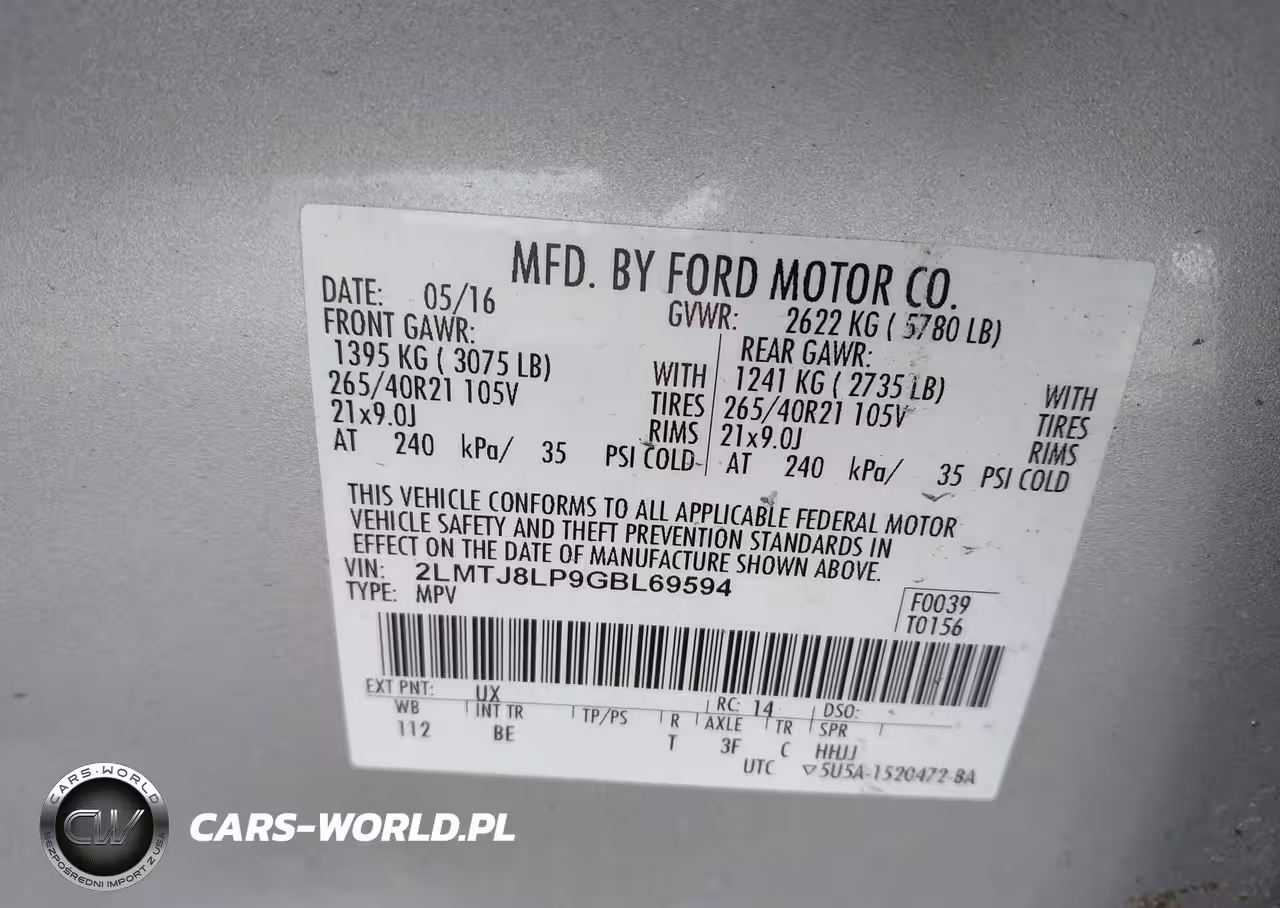 MFD. BY FORD MOTOR CO.
DATE: 05/16 GVWR: 2622 KG ( 5780 LB)
FRONT GAWR: REAR GAWR:
1395 KG ( 3075 LB) WITH 1241 KG ( 2735 LB) WITH
265/40R21 105V TIRES 265/40R21 105V TIRES
21x9.0J RIMS 21x9.0J RIMS
AT 240 kPa/ 35 PSI COLD AT 240 kPa/ 35 PSI COLD
THIS VEHICLE CONFORMS TO ALL APPLICABLE FEDERAL MOTOR
VEHICLE SAFETY AND THEFT PREVENTION STANDARDS IN
EFFECT ON THE DATE OF MANUFACTURE SHOWN ABOVE.
VIN: 2LMTJ8LP9GBL69594
TYPE: MPV
F0039
T0156
EXT PNT: UX RC: 14 DSO:
WB INT TR TP/PS R AXLE TR SPR
112 BE T 3F C HHJJ
UTC ▽5U5A-1520472-BA
CARS-WORLD
CW
BEZPOŚREDNI IMPORT Z USA
CARS-WORLD.PL